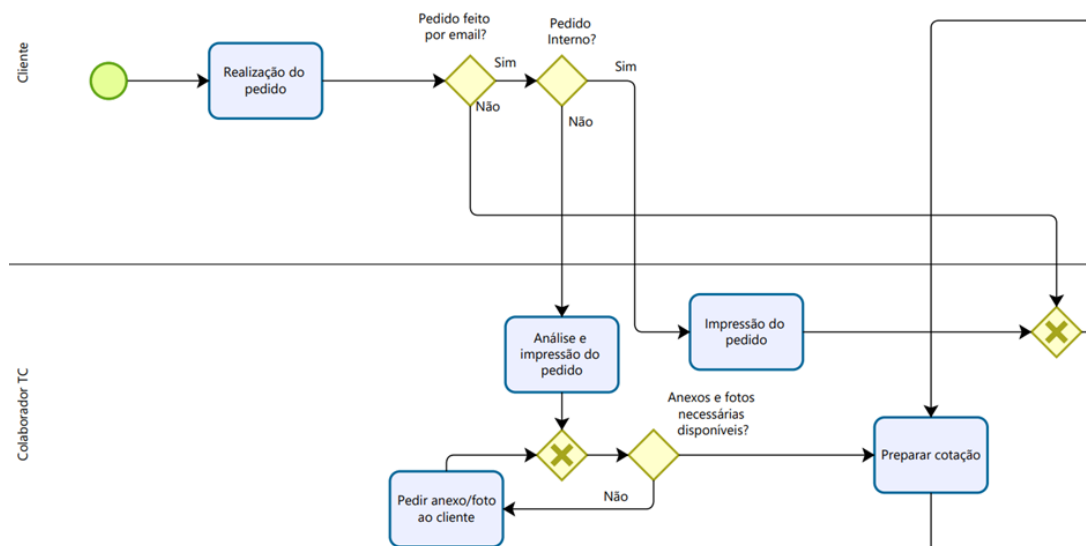 Cliente
Realização do
pedido
Pedido feito
por email?
Sim
Não
Pedido
Interno?
Sim
Não
Colaborador TC
Análise e
impressão do
pedido
Impressão do
pedido
Anexos e fotos
necessárias
disponíveis?
Não
Pedir anexo/foto
ao cliente
Preparar cotação